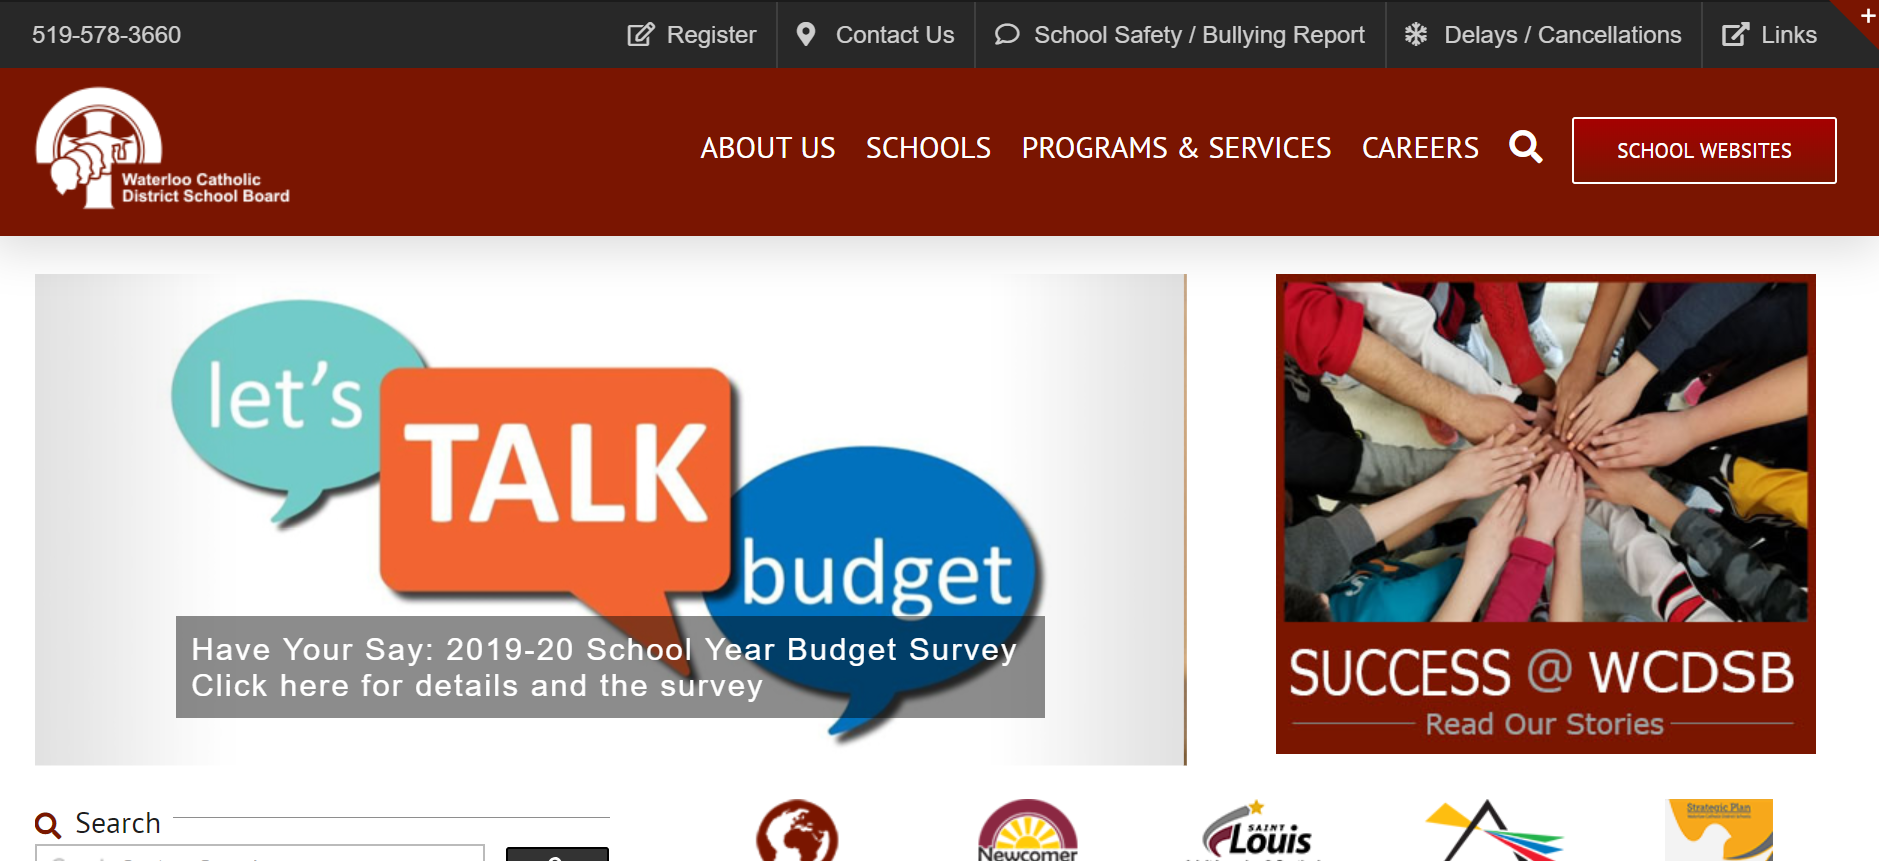 519-578-3660
Register
Contact Us
School Safety / Bullying Report
Delays / Cancellations
Links
+
Waterloo Catholic
District School Board
ABOUT US
SCHOOLS
PROGRAMS & SERVICES
CAREERS
SCHOOL WEBSITES
let's
TALK
budget
Have Your Say: 2019-20 School Year Budget Survey
Click here for details and the survey
SUCCESS @ WCDSB
Read Our Stories
Search
Newcomer
SAINT
Louis
Strategic Plan